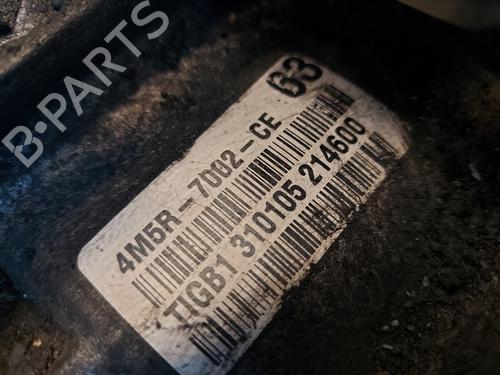 B-PARTS
63
4M5R-7002-CE
TIGB1 310105 214600